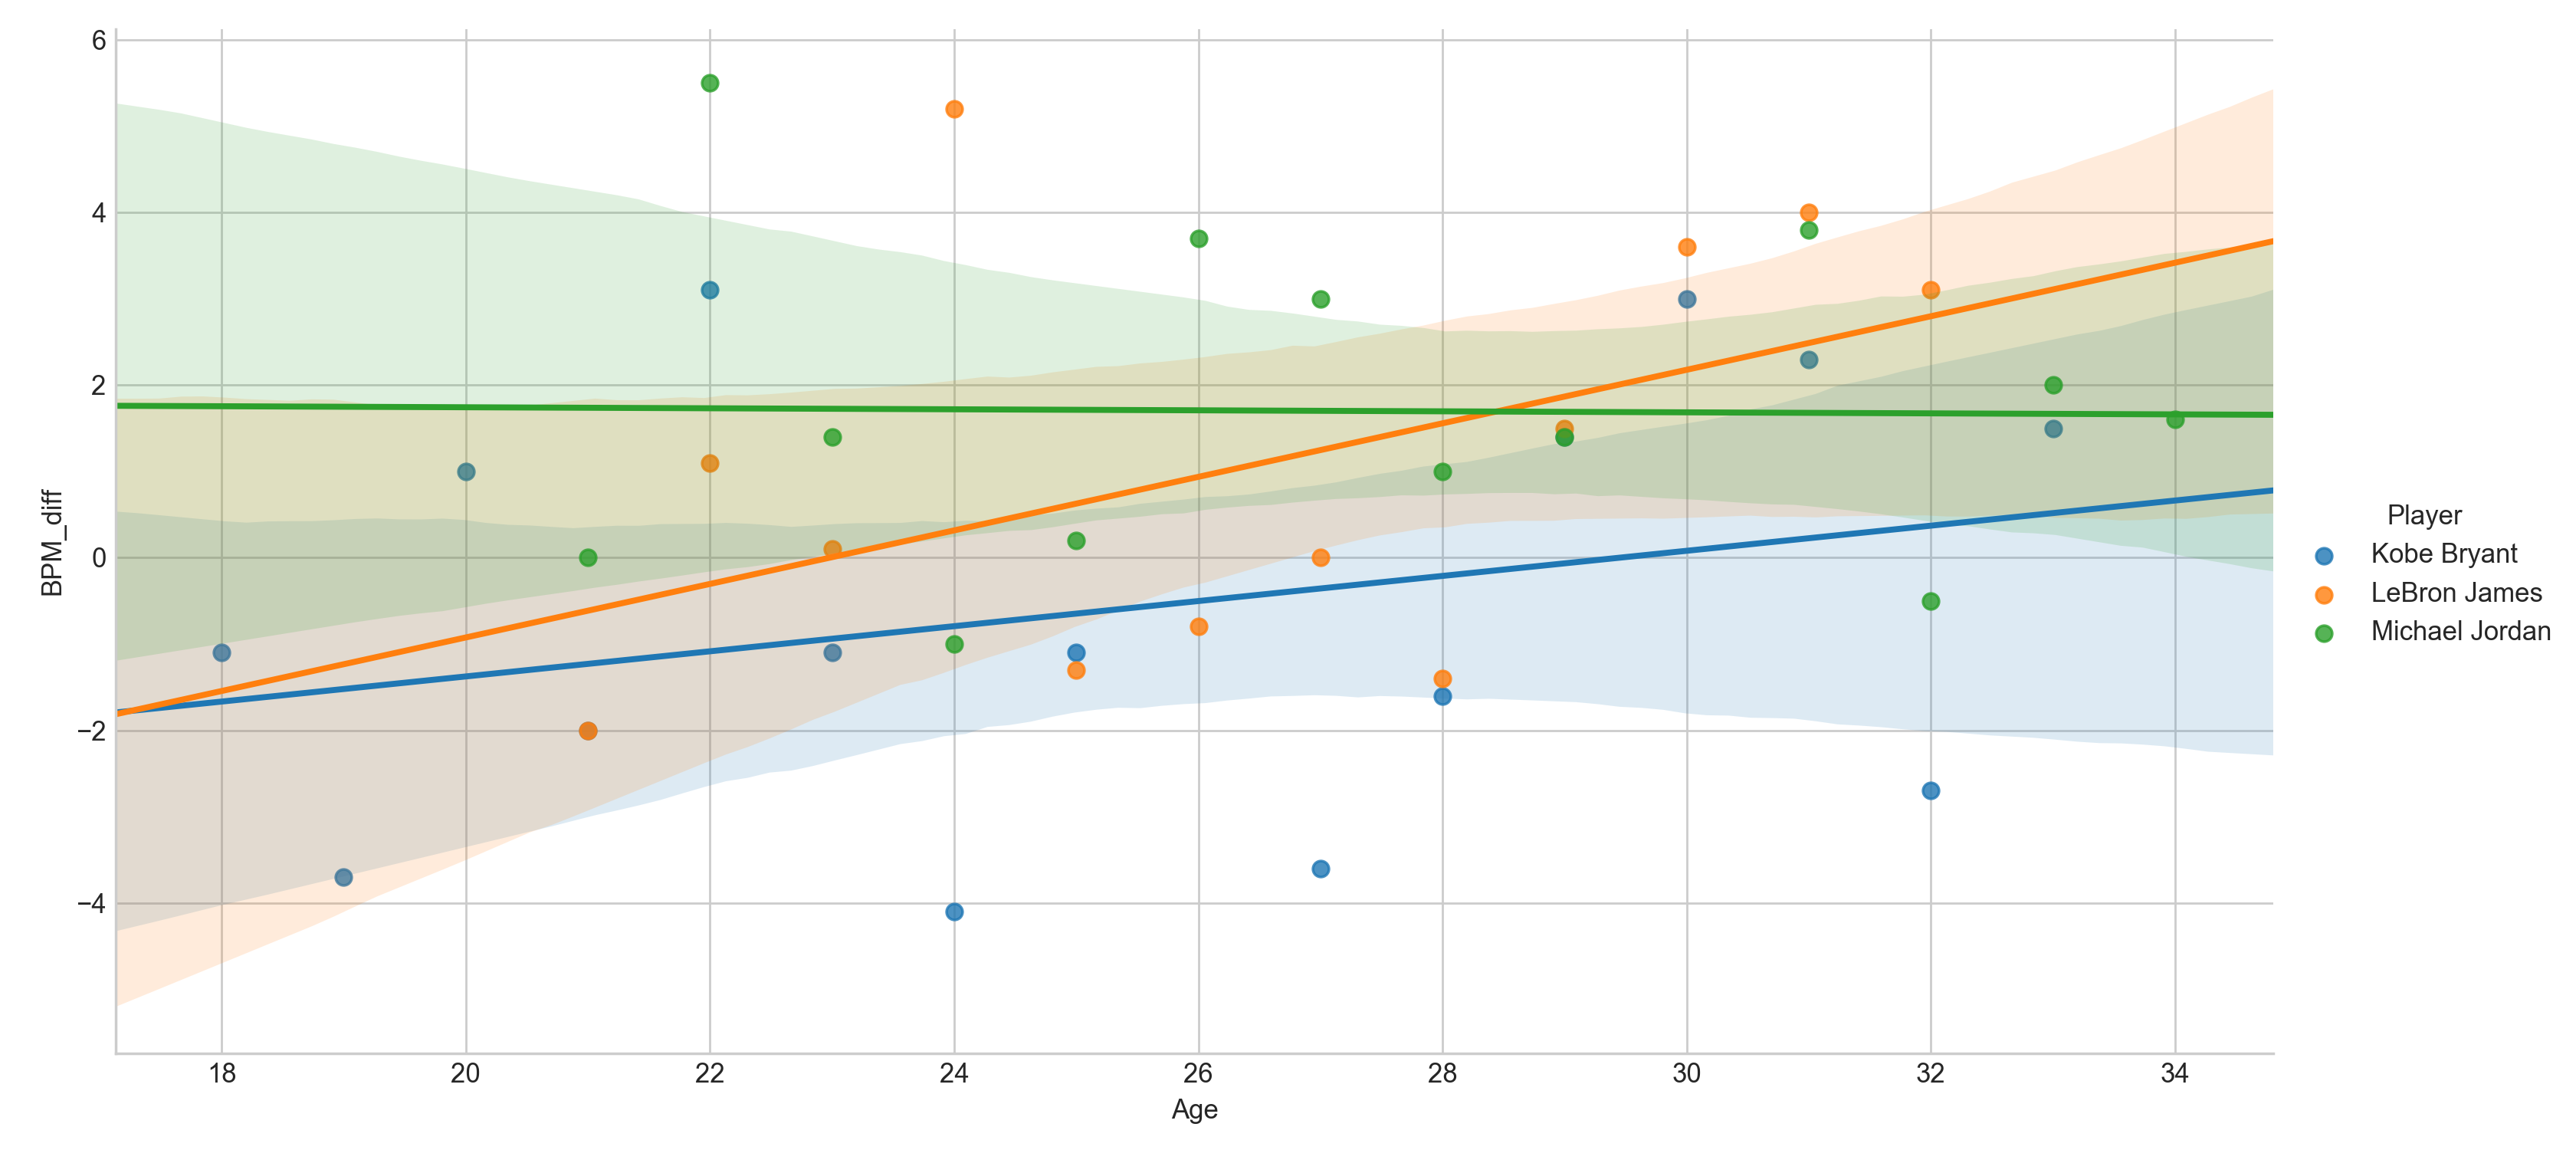 6
4
2
0
−2
−4
BPM_diff
18 20 22 24 26 28 30 32 34
Age
Player
Kobe Bryant
LeBron James
Michael Jordan